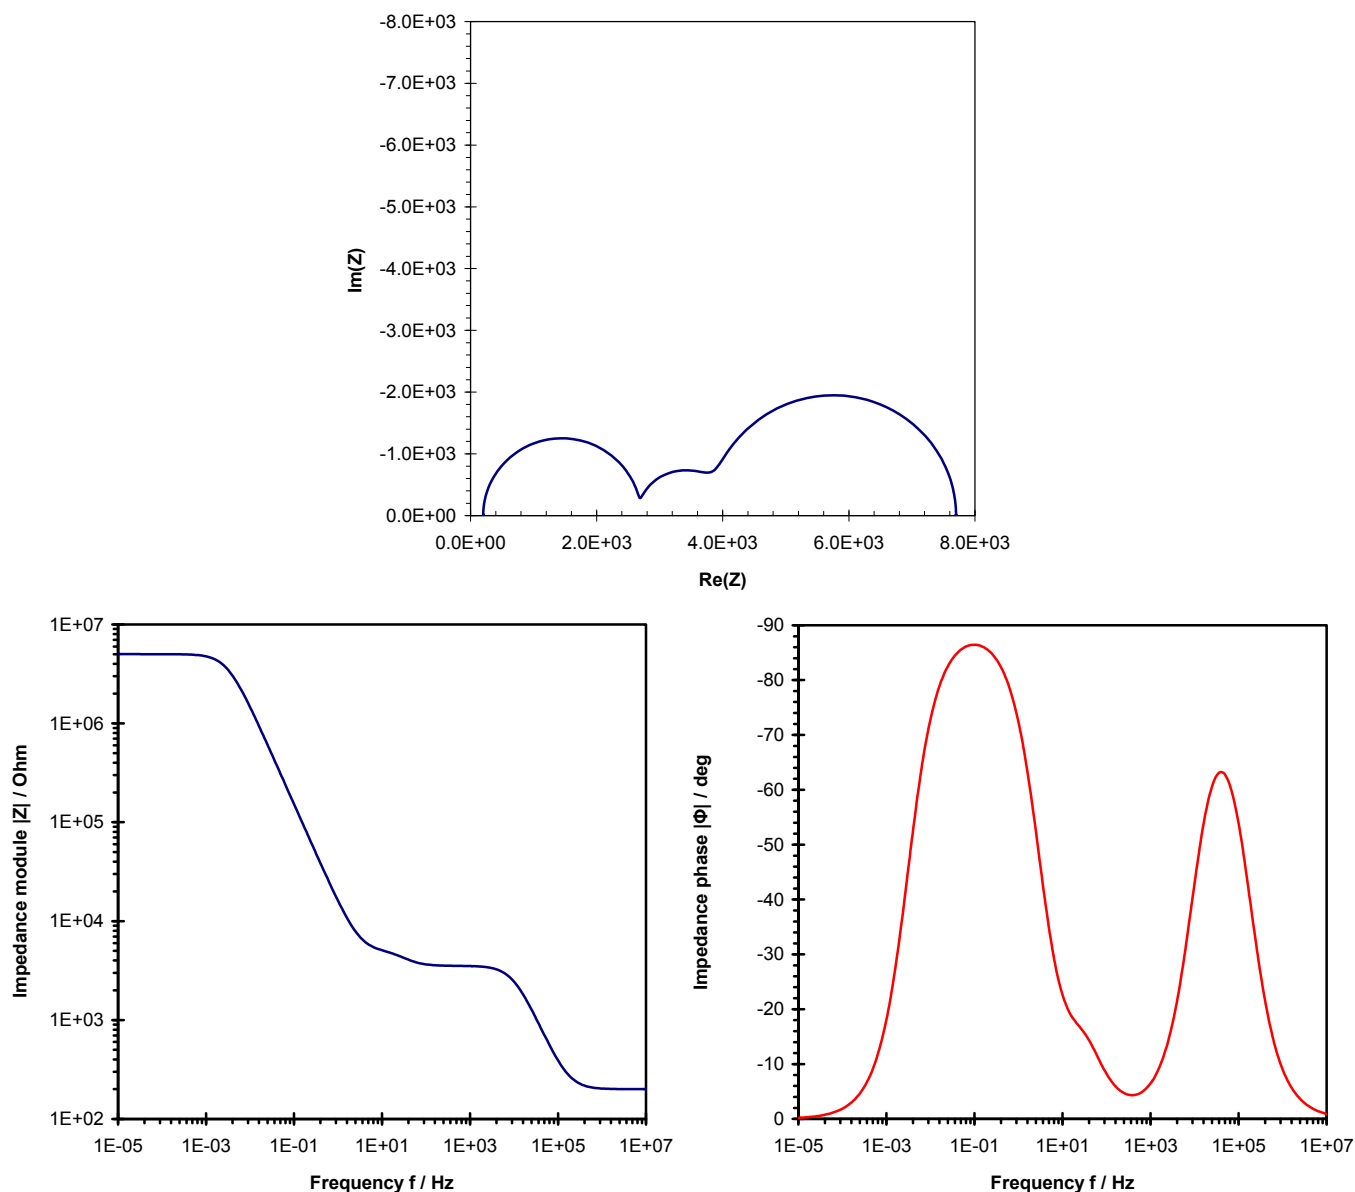 -8.0E+03
-7.0E+03
-6.0E+03
-5.0E+03
-4.0E+03
-3.0E+03
-2.0E+03
-1.0E+03
0.0E+00
Im(Z)
0.0E+00 2.0E+03 4.0E+03 6.0E+03 8.0E+03
Re(Z)
1E+07
1E+06
1E+05
1E+04
1E+03
1E+02
Impedance module |Z| / Ohm
1E-05 1E-03 1E-01 1E+01 1E+03 1E+05 1E+07
Frequency f / Hz
-90
-80
-70
-60
-50
-40
-30
-20
-10
0
Impedance phase |Φ| / deg
1E-05 1E-03 1E-01 1E+01 1E+03 1E+05 1E+07
Frequency f / Hz